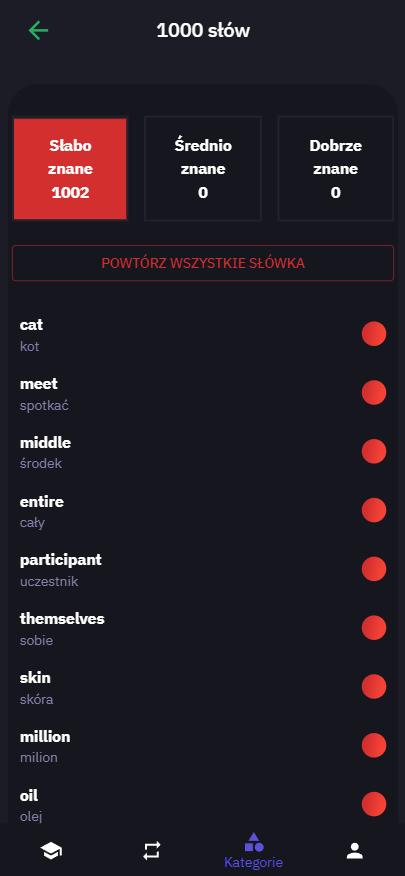 1000 słów
Słabo
znane
1002
Średnio
znane
0
Dobrze
znane
0
POWTÓRZ WSZYSTKIE SŁÓWKA
cat
kot
meet
spotkać
middle
środek
entire
cały
participant
uczestnik
themselves
sobie
skin
skóra
million
milion
oil
olej
Kategorie